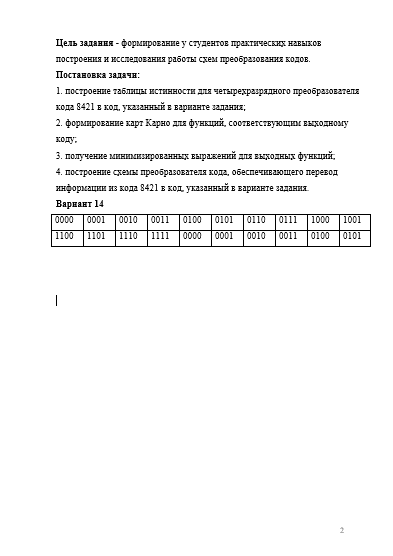 Цель задания - формирование у студентов практических навыков
построения и исследования работы схем преобразования кодов.
Постановка задачи:
1. построение таблицы истинности для четырехразрядного преобразователя
кода 8421 в код, указанный в варианте задания;
2. формирование карт Карно для функций, соответствующим выходному
коду;
3. получение минимизированных выражений для выходных функций;
4. построение схемы преобразователя кода, обеспечивающего перевод
информации из кода 8421 в код, указанный в варианте задания.
Вариант 14
0000 0001 0010 0011 0100 0101 0110 0111 1000 1001
1100 1101 1110 1111 0000 0001 0010 0011 0100 0101
2